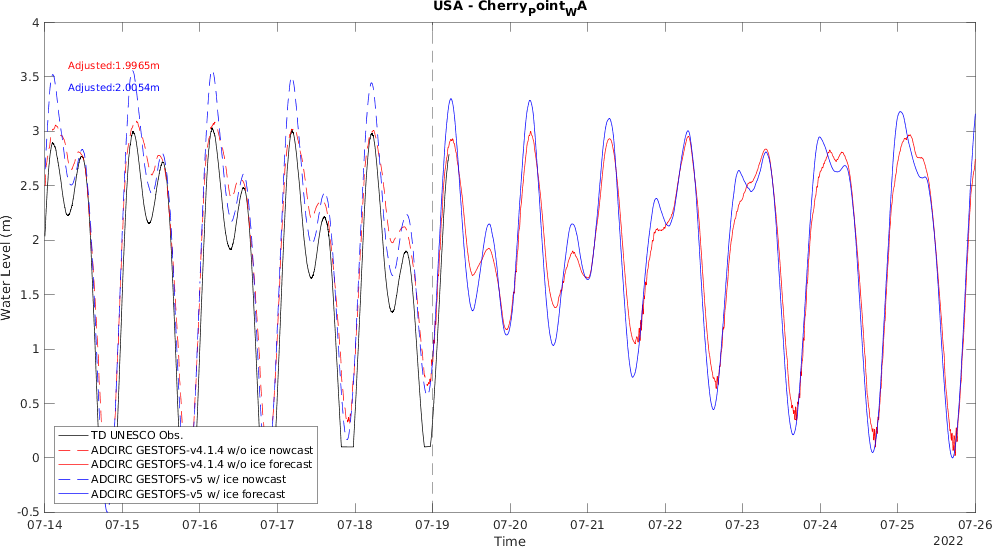 USA - CherryPointWA
Adjusted:1.9965m
Adjusted:2.0054m
Water Level (m)
4
3.5
3
2.5
2
1.5
1
0.5
0
-0.5
TD UNESCO Obs.
ADCIRC GESTOFS-v4.1.4 w/o ice nowcast
ADCIRC GESTOFS-v4.1.4 w/o ice forecast
ADCIRC GESTOFS-v5 w/ ice nowcast
ADCIRC GESTOFS-v5 w/ ice forecast
07-14 07-15 07-16 07-17 07-18 07-19 07-20 07-21 07-22 07-23 07-24 07-25 07-26
Time
2022